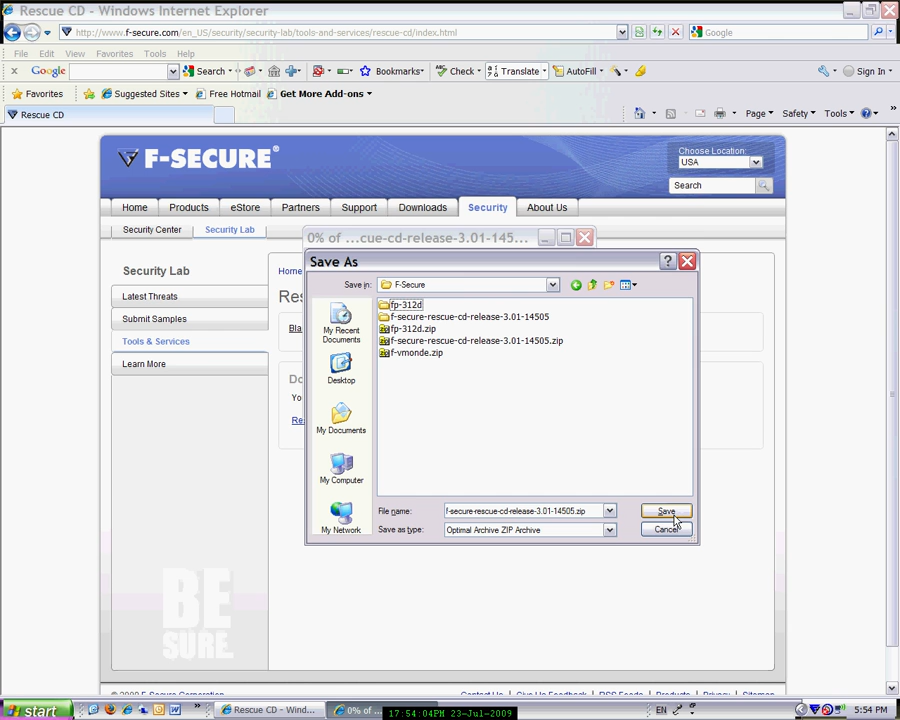 Rescue CD - Windows Internet Explorer
http://www.f-secure.com/en_US/security/security-lab/tools-and-services/rescue-cd/index.html
Google
File Edit View Favorites Tools Help
x Google Search Bookmarks Check Translate AutoFill Sign In
Favorites Suggested Sites Free Hotmail Get More Add-ons
Rescue CD
Page Safety Tools
F-SECURE®
Choose Location:
USA
Search
Home Products eStore Partners Support Downloads Security About Us
Security Center Security Lab
0% of ...cue-cd-release-3.01-145...
Save As
Save in: F-Secure
Security Lab
Latest Threats
Submit Samples
Tools & Services
Learn More
Home
fp-312d
f-secure-rescue-cd-release-3.01-14505
fp-312d.zip
f-secure-rescue-cd-release-3.01-14505.zip
f-vmonde.zip
My Recent
Documents
Desktop
My Documents
My Computer
My Network
File name: f-secure-rescue-cd-release-3.01-14505.zip Save
Save as type: Optimal Archive ZIP Archive Cancel
BE
SURE.
start Rescue CD - Wind... 0% of ... 17:54:04PM 23-Jul-2009 EN 5:54 PM